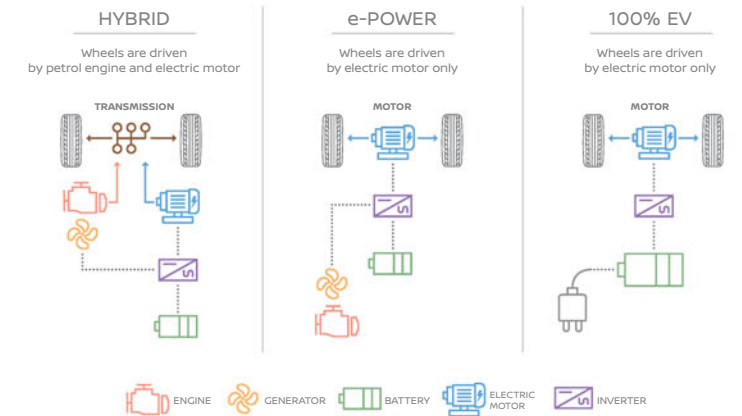 HYBRID
Wheels are driven
by petrol engine and electric motor
TRANSMISSION
e-POWER
Wheels are driven
by electric motor only
MOTOR
100% EV
Wheels are driven
by electric motor only
MOTOR
ENGINE
GENERATOR
BATTERY
ELECTRIC
MOTOR
INVERTER